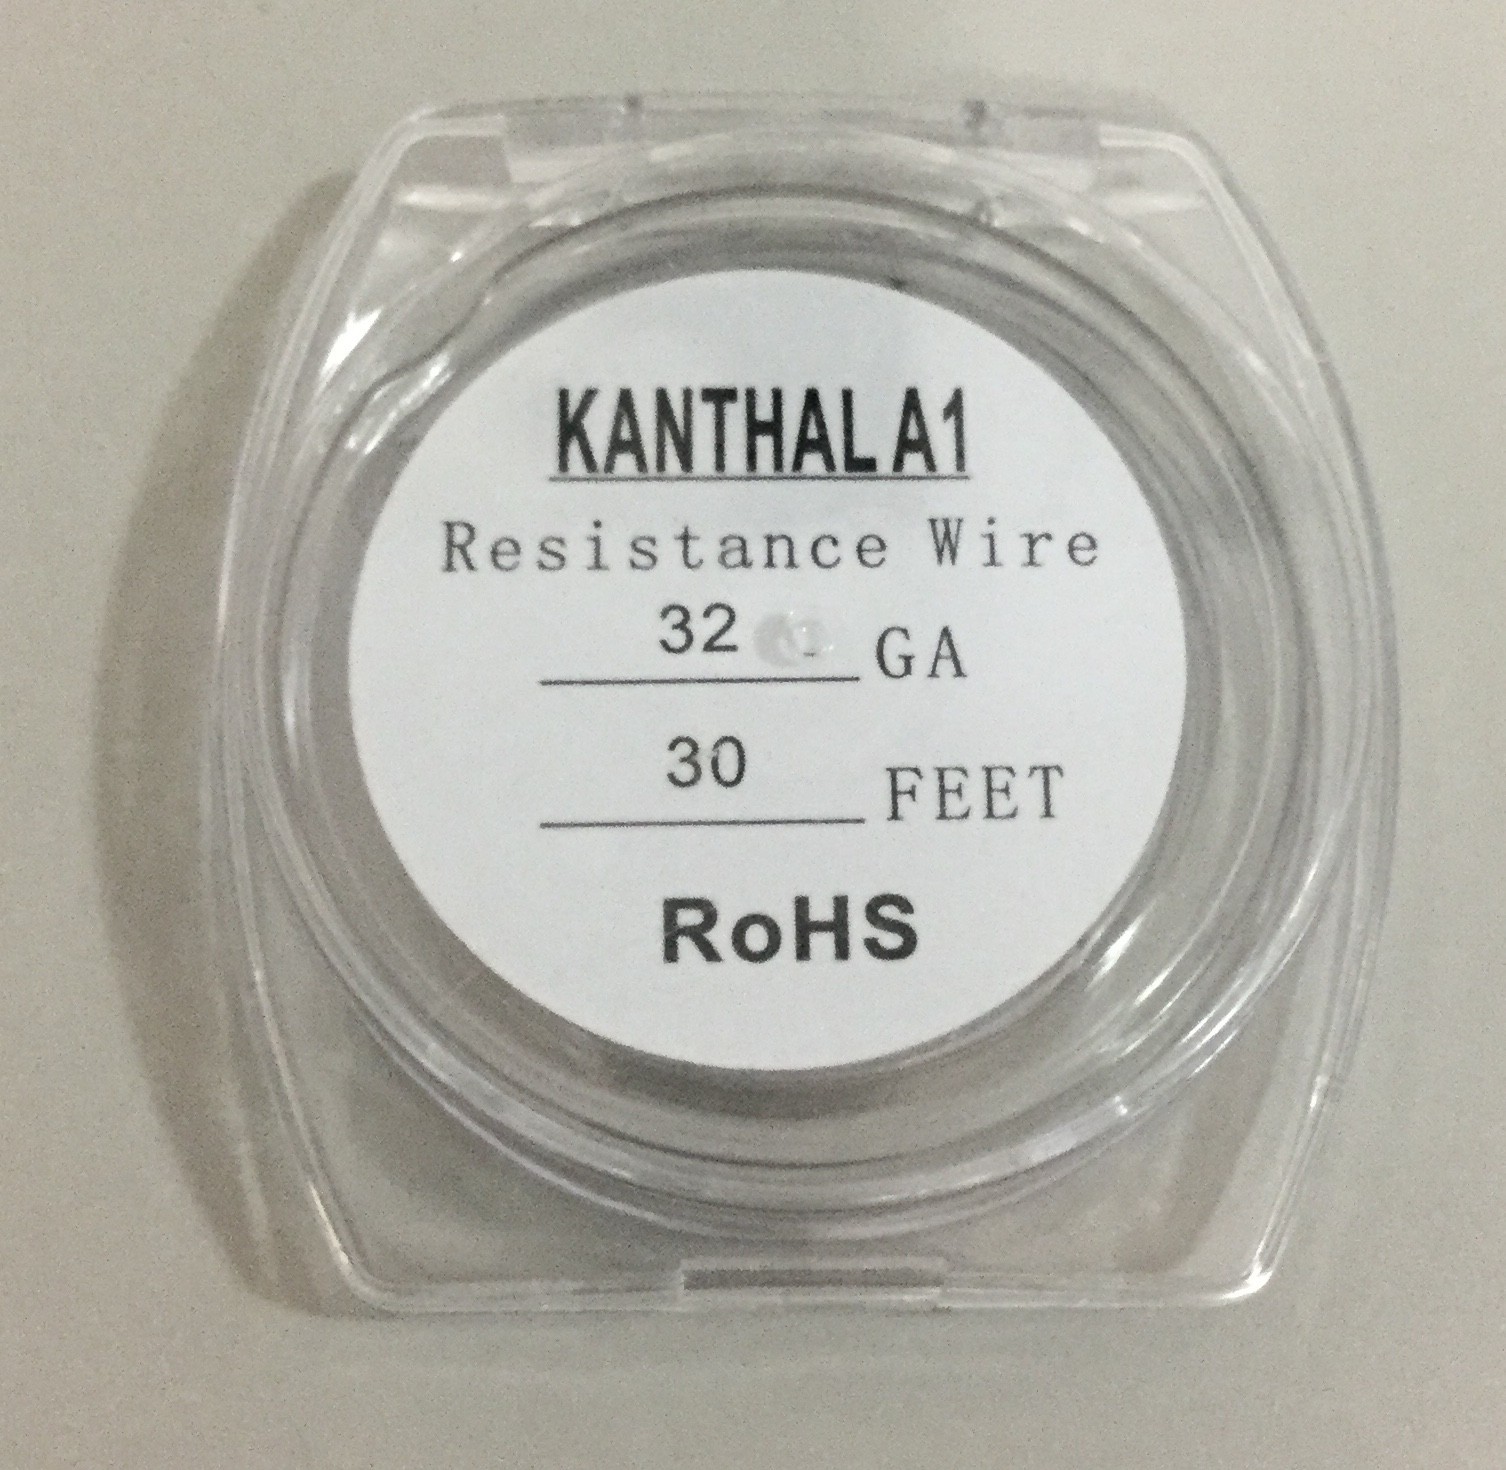 KANTHAL A1
Resistance Wire
32 GA
30 FEET
RoHS